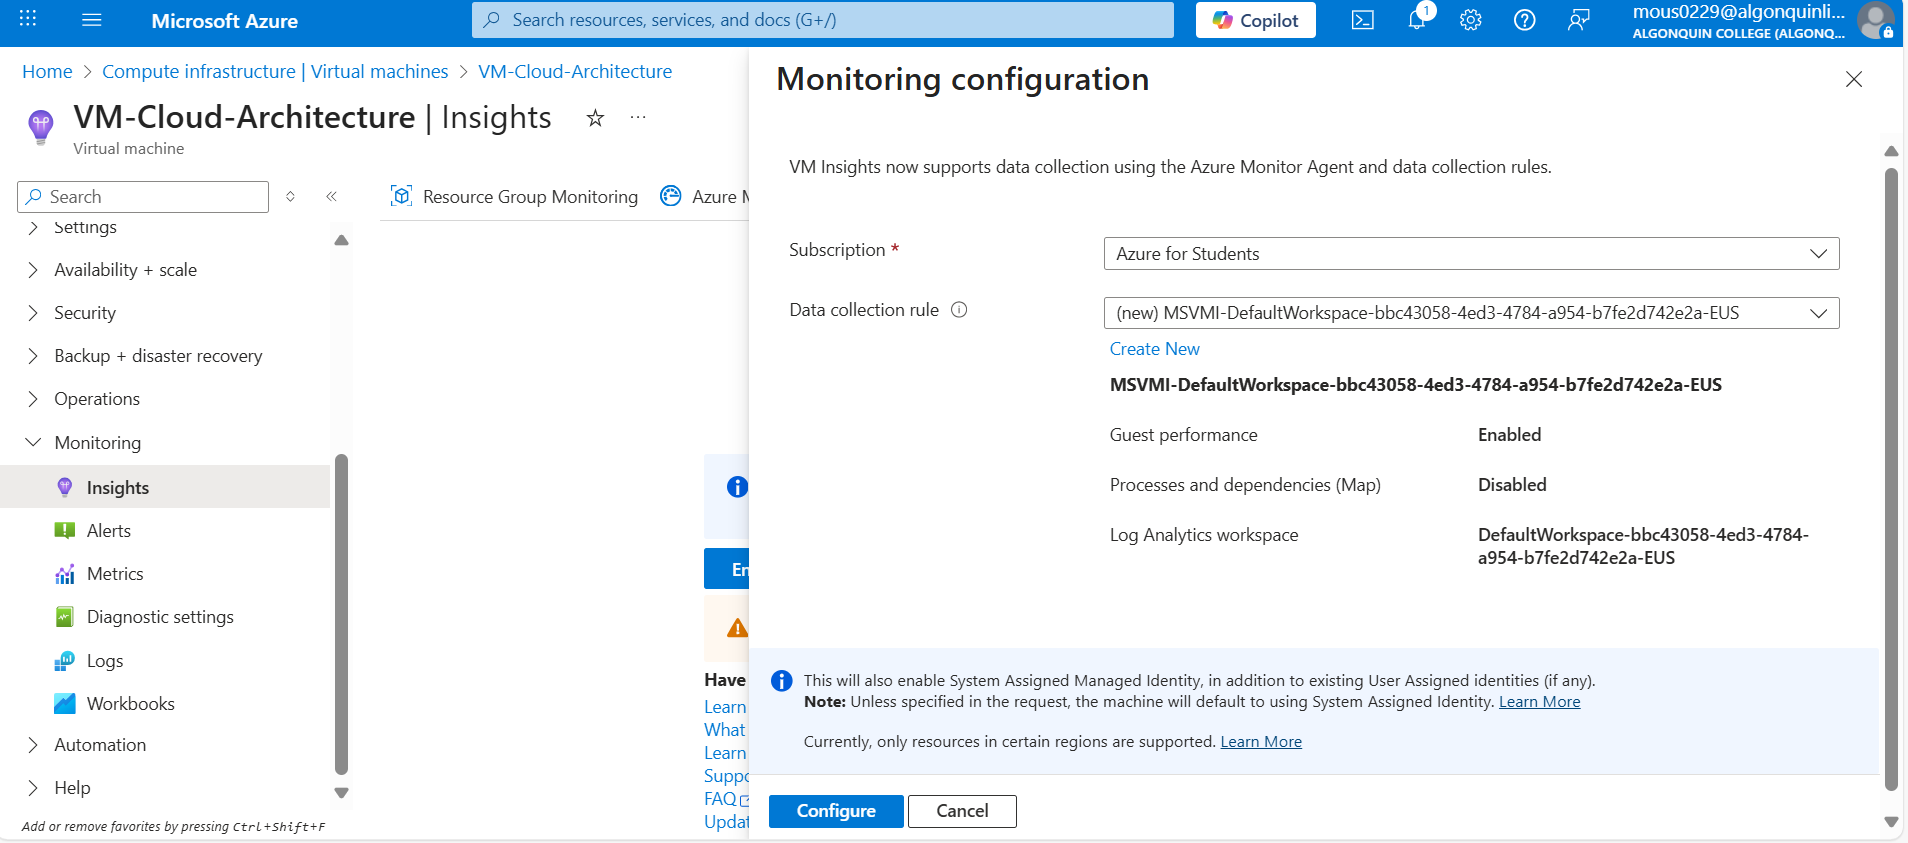 Microsoft Azure
Search resources, services, and docs (G+/)
Copilot
1
mous0229@algonquinli...
ALGONQUIN COLLEGE (ALGONQ...
Home > Compute infrastructure | Virtual machines > VM-Cloud-Architecture
VM-Cloud-Architecture | Insights
Virtual machine
Search
Settings
Availability + scale
Security
Backup + disaster recovery
Operations
Monitoring
Insights
Alerts
Metrics
Diagnostic settings
Logs
Workbooks
Automation
Help
Add or remove favorites by pressing Ctrl+Shift+F
Resource Group Monitoring
Azure M
En
Have
Learn
What
Learn
Suppo
FAQ
Updat
Monitoring configuration
VM Insights now supports data collection using the Azure Monitor Agent and data collection rules.
Subscription *
Azure for Students
Data collection rule
(new) MSVMI-DefaultWorkspace-bbc43058-4ed3-4784-a954-b7fe2d742e2a-EUS
Create New
MSVMI-DefaultWorkspace-bbc43058-4ed3-4784-a954-b7fe2d742e2a-EUS
Guest performance Enabled
Processes and dependencies (Map) Disabled
Log Analytics workspace DefaultWorkspace-bbc43058-4ed3-4784-
a954-b7fe2d742e2a-EUS
This will also enable System Assigned Managed Identity, in addition to existing User Assigned identities (if any).
Note: Unless specified in the request, the machine will default to using System Assigned Identity. Learn More
Currently, only resources in certain regions are supported. Learn More
Configure
Cancel